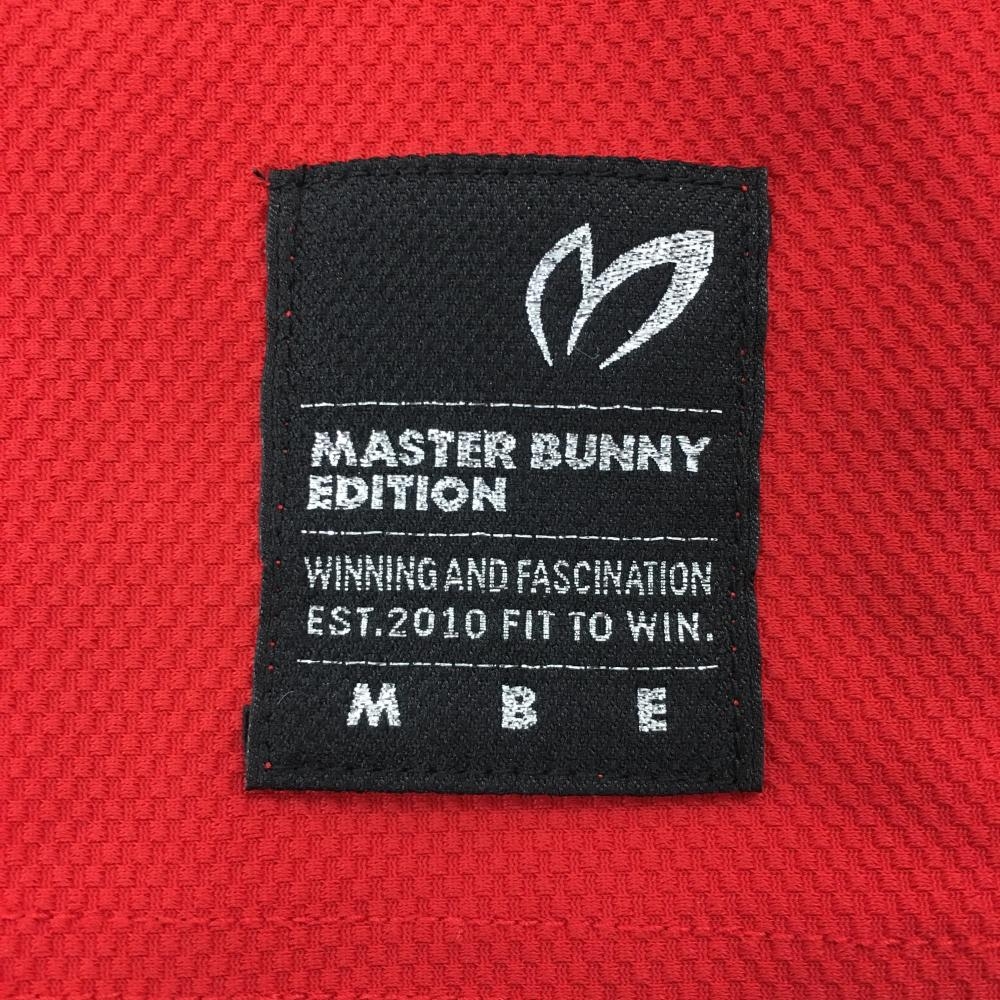 MASTER BUNNY
EDITION
WINNING AND FASCINATION
EST.2010 FIT TO WIN.
M B E